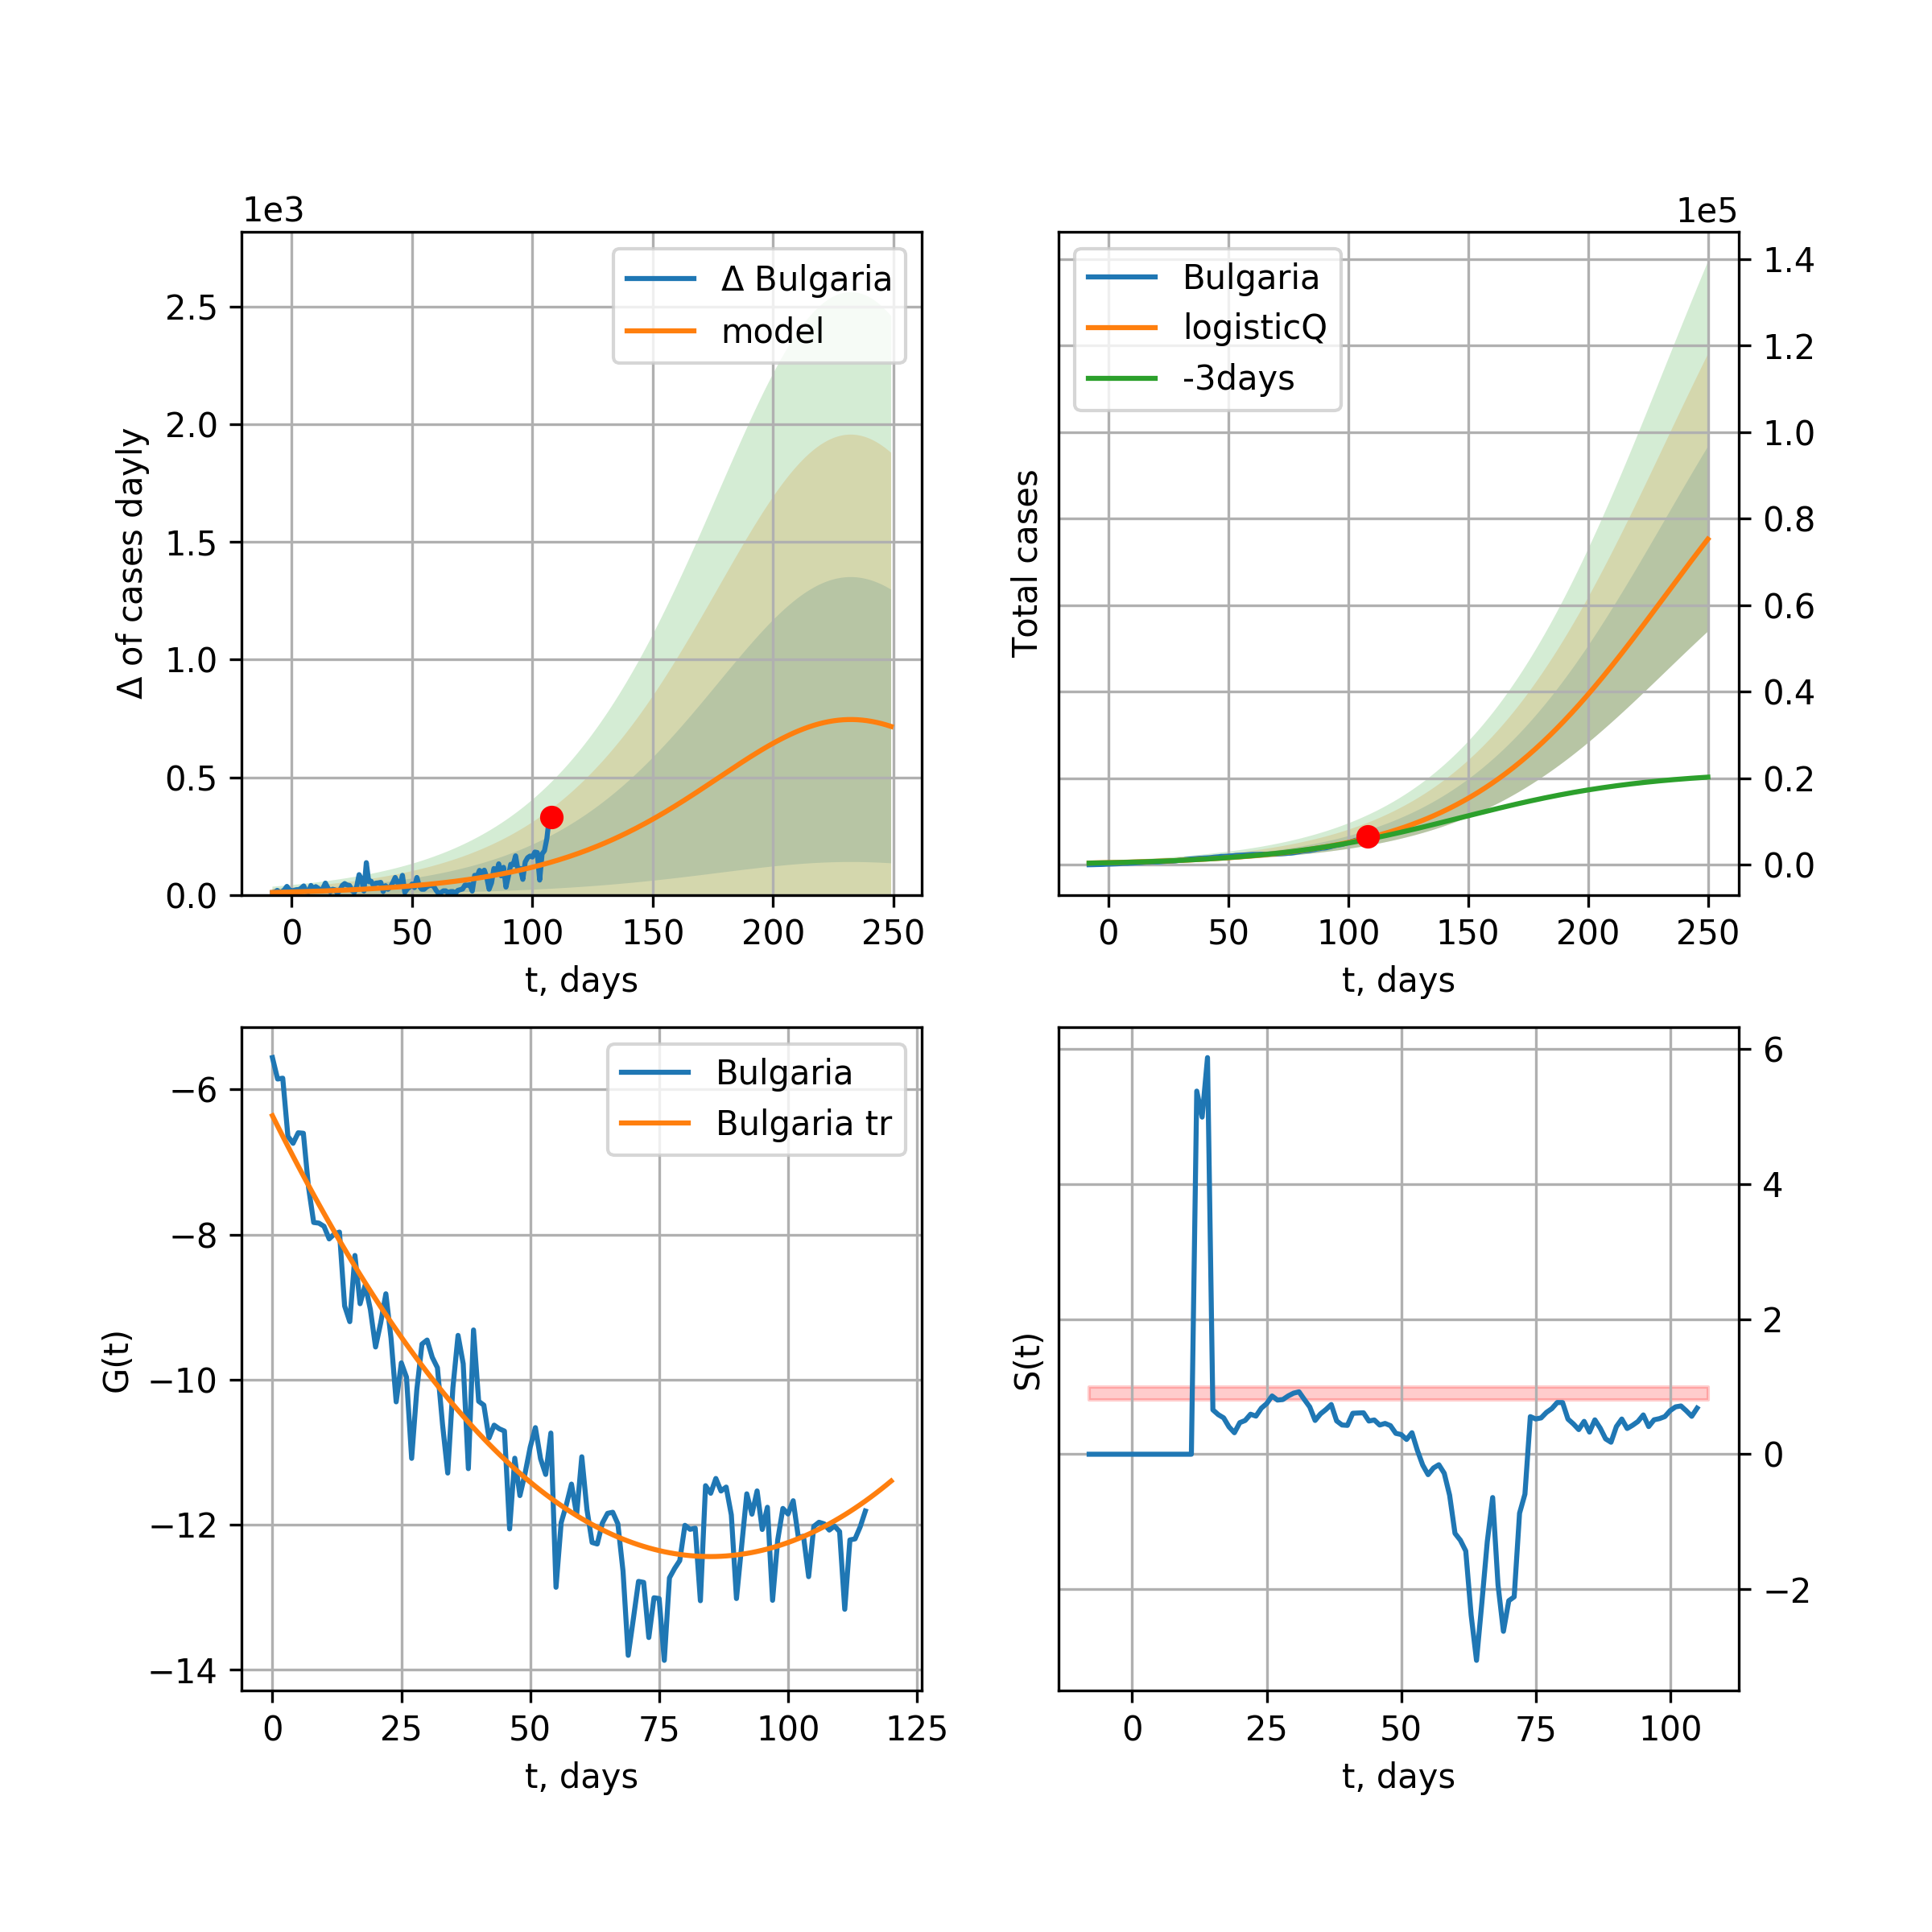 1e3
Δ of cases dayly
2.5
2.0
1.5
1.0
0.5
0.0
Δ Bulgaria
model
0 50 100 150 200 250
t, days
1e5
Total cases
Bulgaria
logisticQ
-3days
1.4
1.2
1.0
0.8
0.6
0.4
0.2
0.0
0 50 100 150 200 250
t, days
G(t)
−6
−8
−10
−12
−14
Bulgaria
Bulgaria tr
0 25 50 75 100 125
t, days
S(t)
6
4
2
0
−2
0 25 50 75 100
t, days